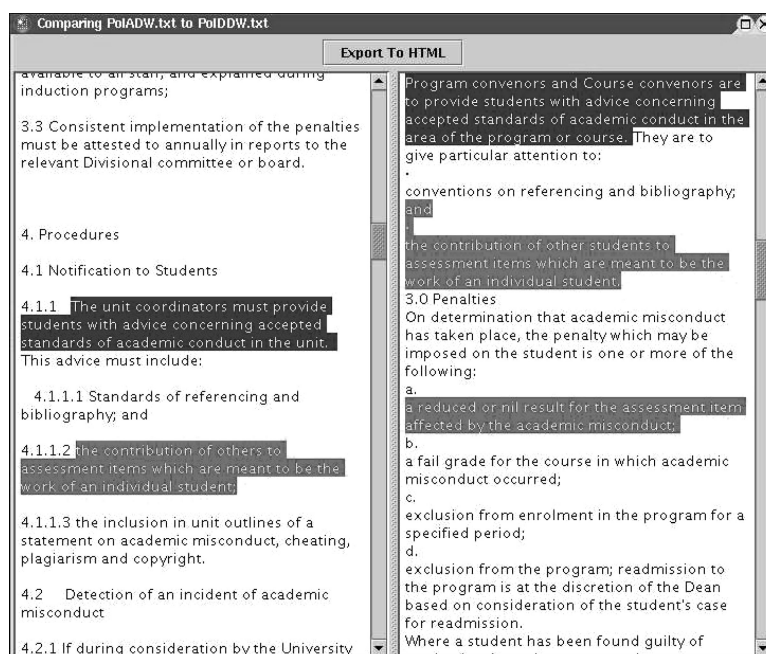 Comparing PolADW.txt to PolDDW.txt
Export To HTML
available to all staff, and explained during
induction programs;
3.3 Consistent implementation of the penalties
must be attested to annually in reports to the
relevant Divisional committee or board.
4. Procedures
4.1 Notification to Students
4.1.1 The unit coordinators must provide
students with advice concerning accepted
standards of academic conduct in the unit.
This advice must include:
4.1.1.1 Standards of referencing and
bibliography; and
4.1.1.2 the contribution of others to
assessment items which are meant to be the
work of an individual student;
4.1.1.3 the inclusion in unit outlines of a
statement on academic misconduct, cheating,
plagiarism and copyright.
4.2 Detection of an incident of academic
misconduct
4.2.1 If during consideration by the University
Program convenors and Course convenors are
to provide students with advice concerning
accepted standards of academic conduct in the
area of the program or course. They are to
give particular attention to:
·
conventions on referencing and bibliography;
and
·
the contribution of other students to
assessment items which are meant to be the
work of an individual student.
3.0 Penalties
On determination that academic misconduct
has taken place, the penalty which may be
imposed on the student is one or more of the
following:
a.
a reduced or nil result for the assessment item
affected by the academic misconduct;
b.
a fail grade for the course in which academic
misconduct occurred;
c.
exclusion from enrolment in the program for a
specified period;
d.
exclusion from the program; readmission to
the program is at the discretion of the Dean
based on consideration of the student's case
for readmission.
Where a student has been found guilty of